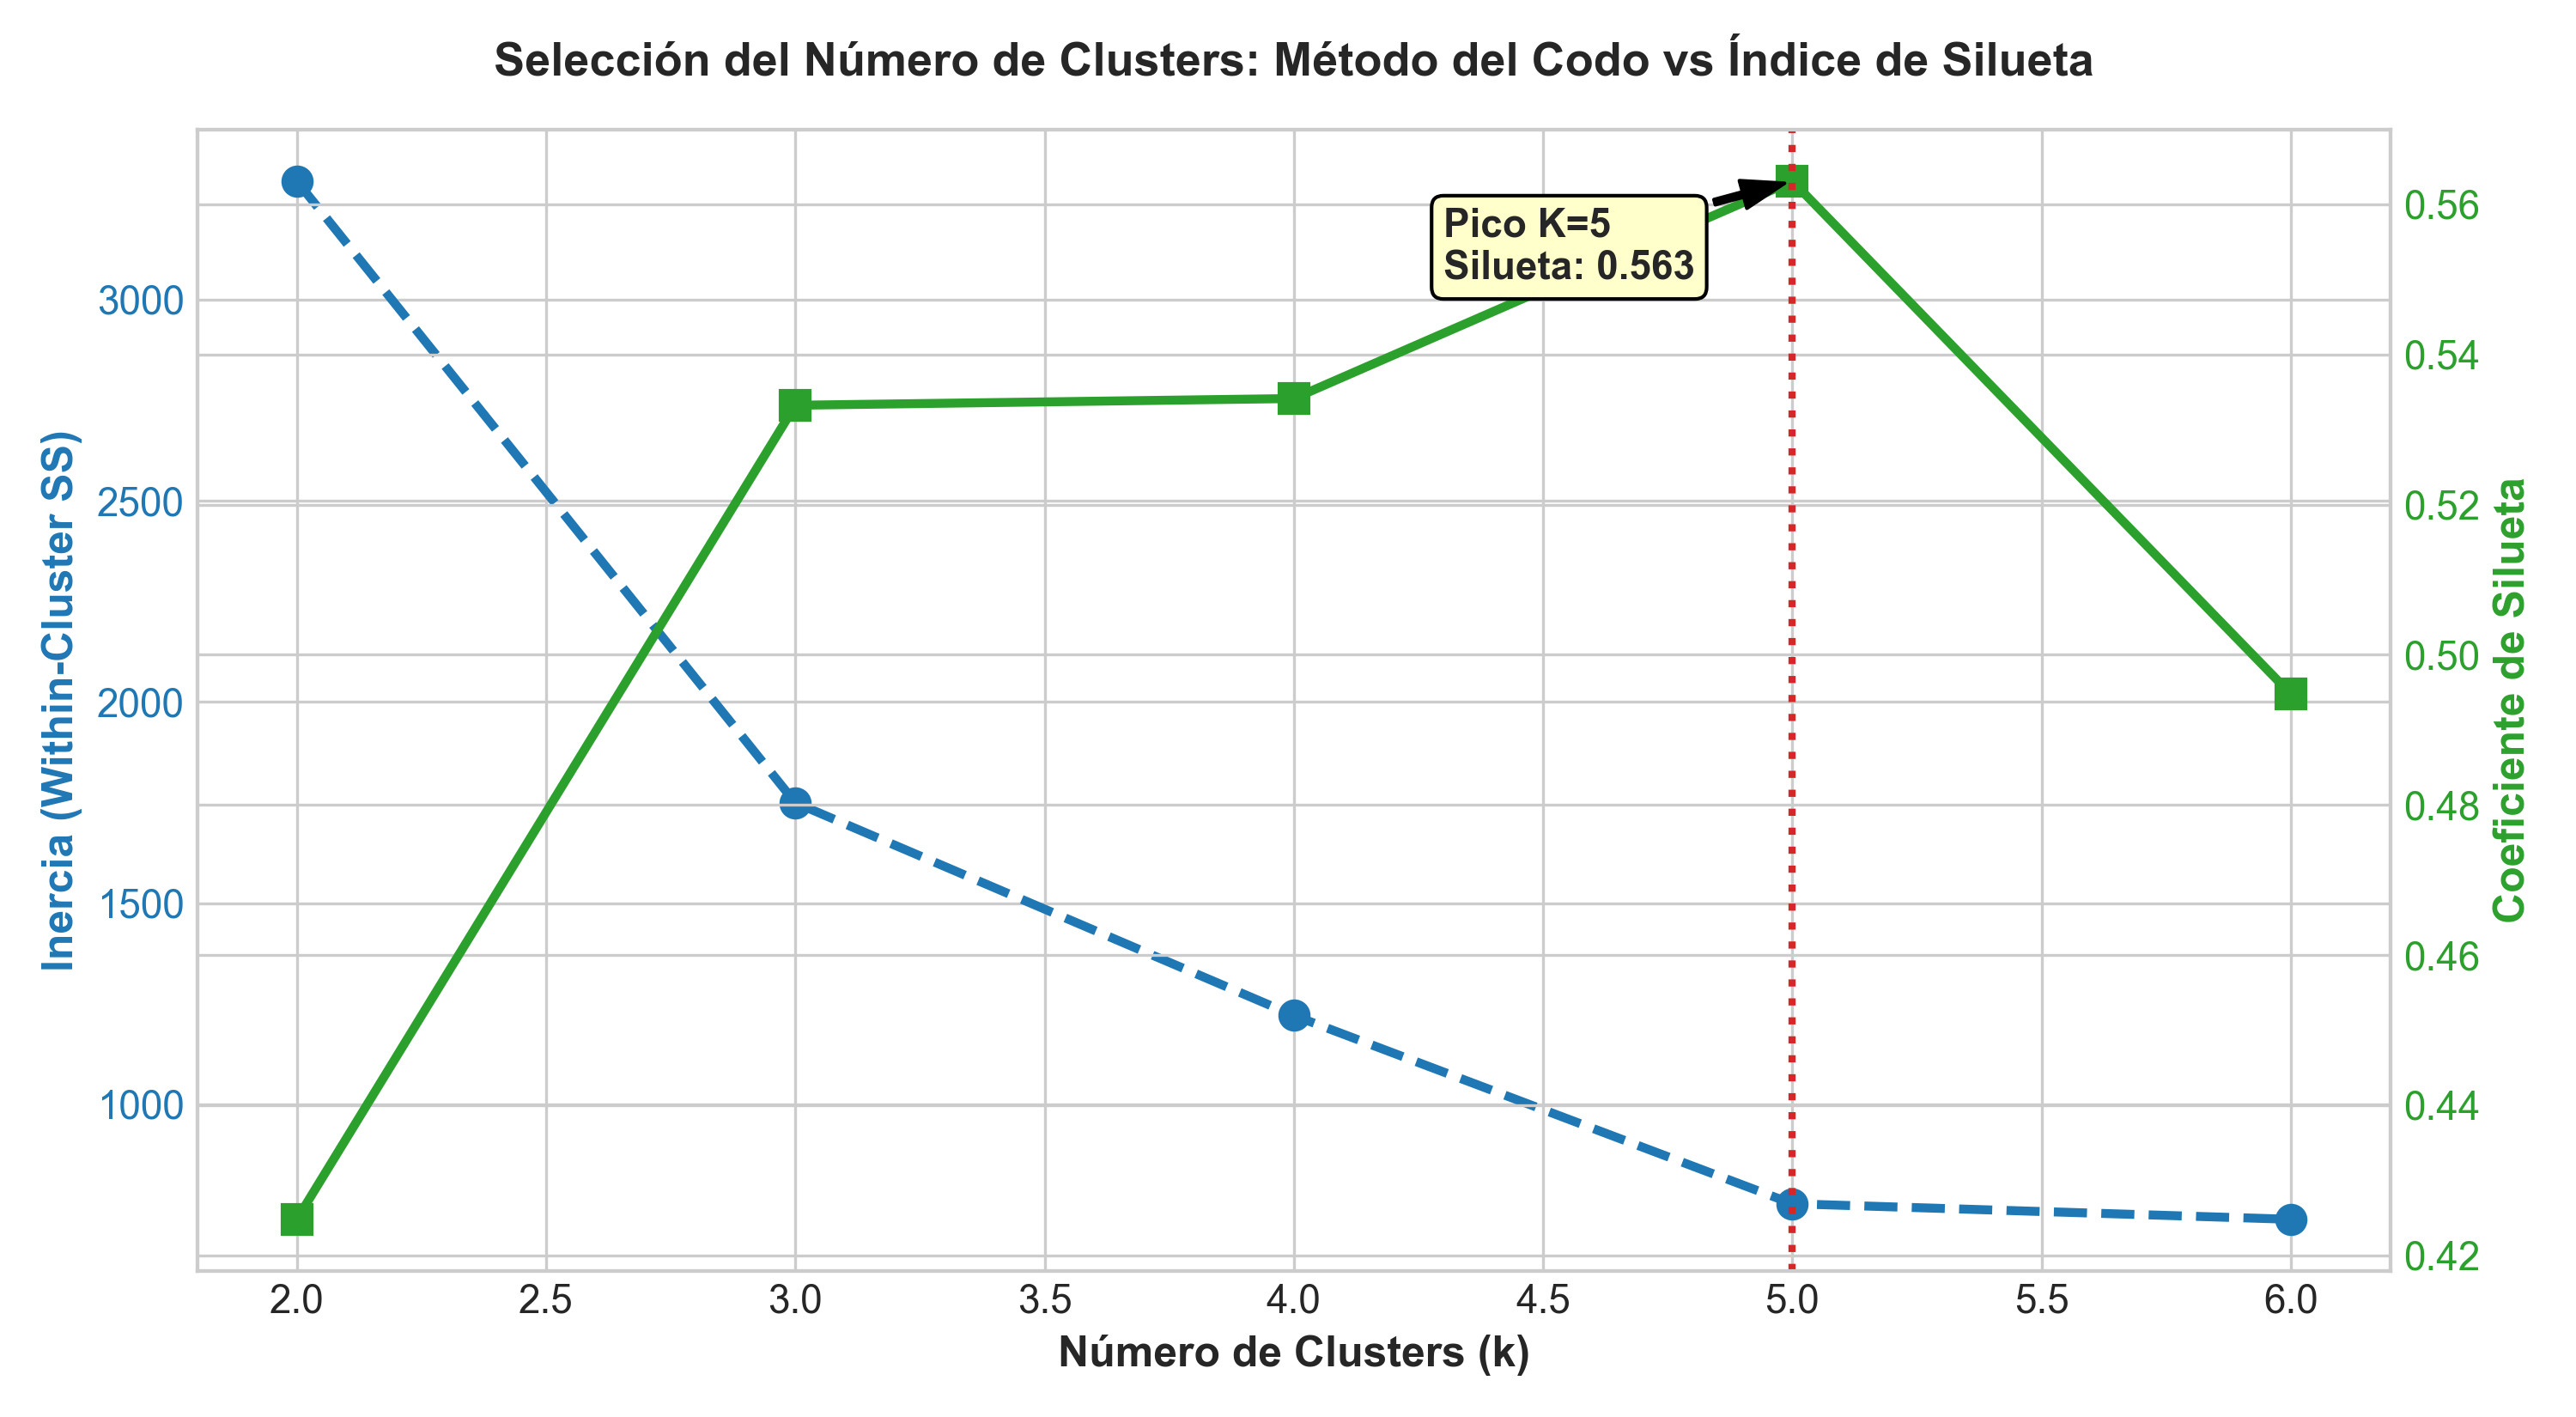 Selección del Número de Clusters: Método del Codo vs Índice de Silueta
Inercia (Within-Cluster SS)
3000
2500
2000
1500
1000
Pico K=5
Silueta: 0.563
0.56
0.54
0.52
0.50
0.48
0.46
0.44
0.42
Coeficiente de Silueta
2.0 2.5 3.0 3.5 4.0 4.5 5.0 5.5 6.0
Número de Clusters (k)